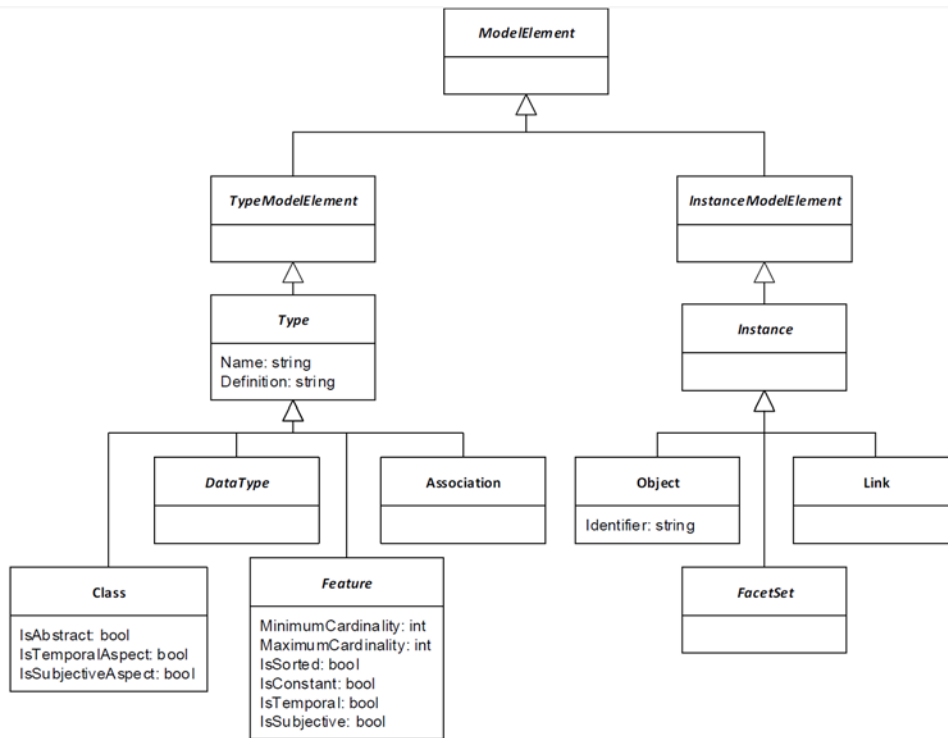 ModelElement
TypeModelElement
InstanceModelElement
Type
Name: string
Definition: string
Instance
DataType
Association
Object
Identifier: string
Link
Class
IsAbstract: bool
IsTemporalAspect: bool
IsSubjectiveAspect: bool
Feature
MinimumCardinality: int
MaximumCardinality: int
IsSorted: bool
IsConstant: bool
IsTemporal: bool
IsSubjective: bool
FacetSet